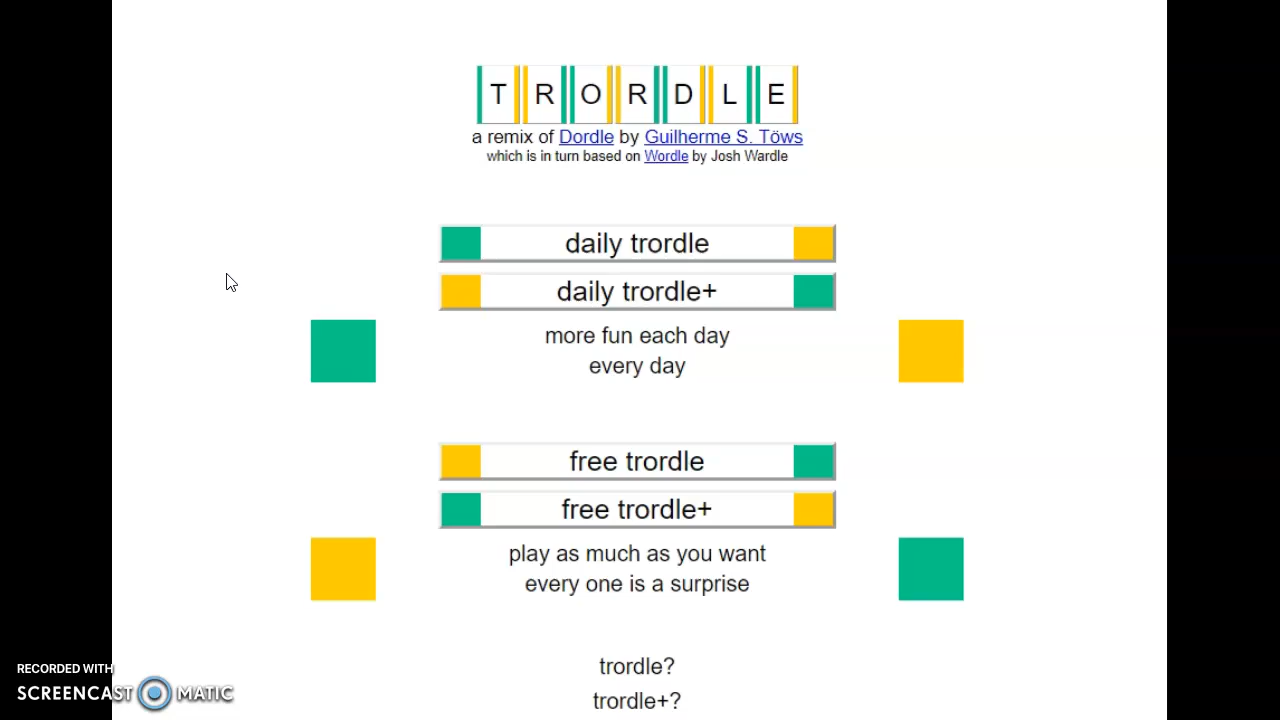 TRORDLE
a remix of Dordle by Guilherme S. Töws
which is in turn based on Wordle by Josh Wardle
daily trordle
daily trordle+
more fun each day
every day
free trordle
free trordle+
play as much as you want
every one is a surprise
trordle?
trordle+?
RECORDED WITH
SCREENCAST MATIC